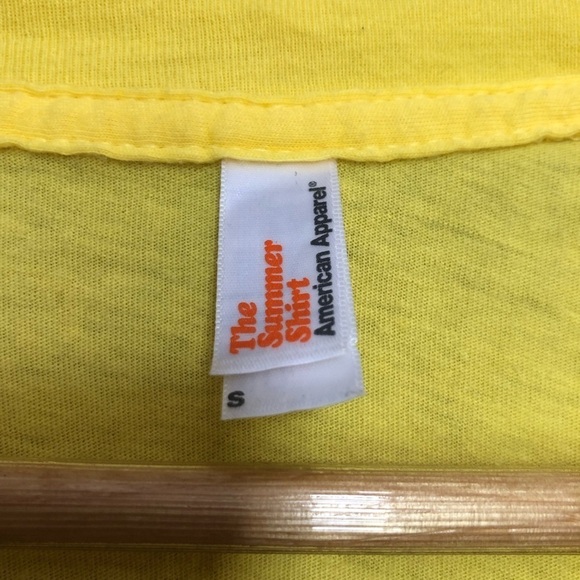 The
Summer
Shirt
American Apparel®
S